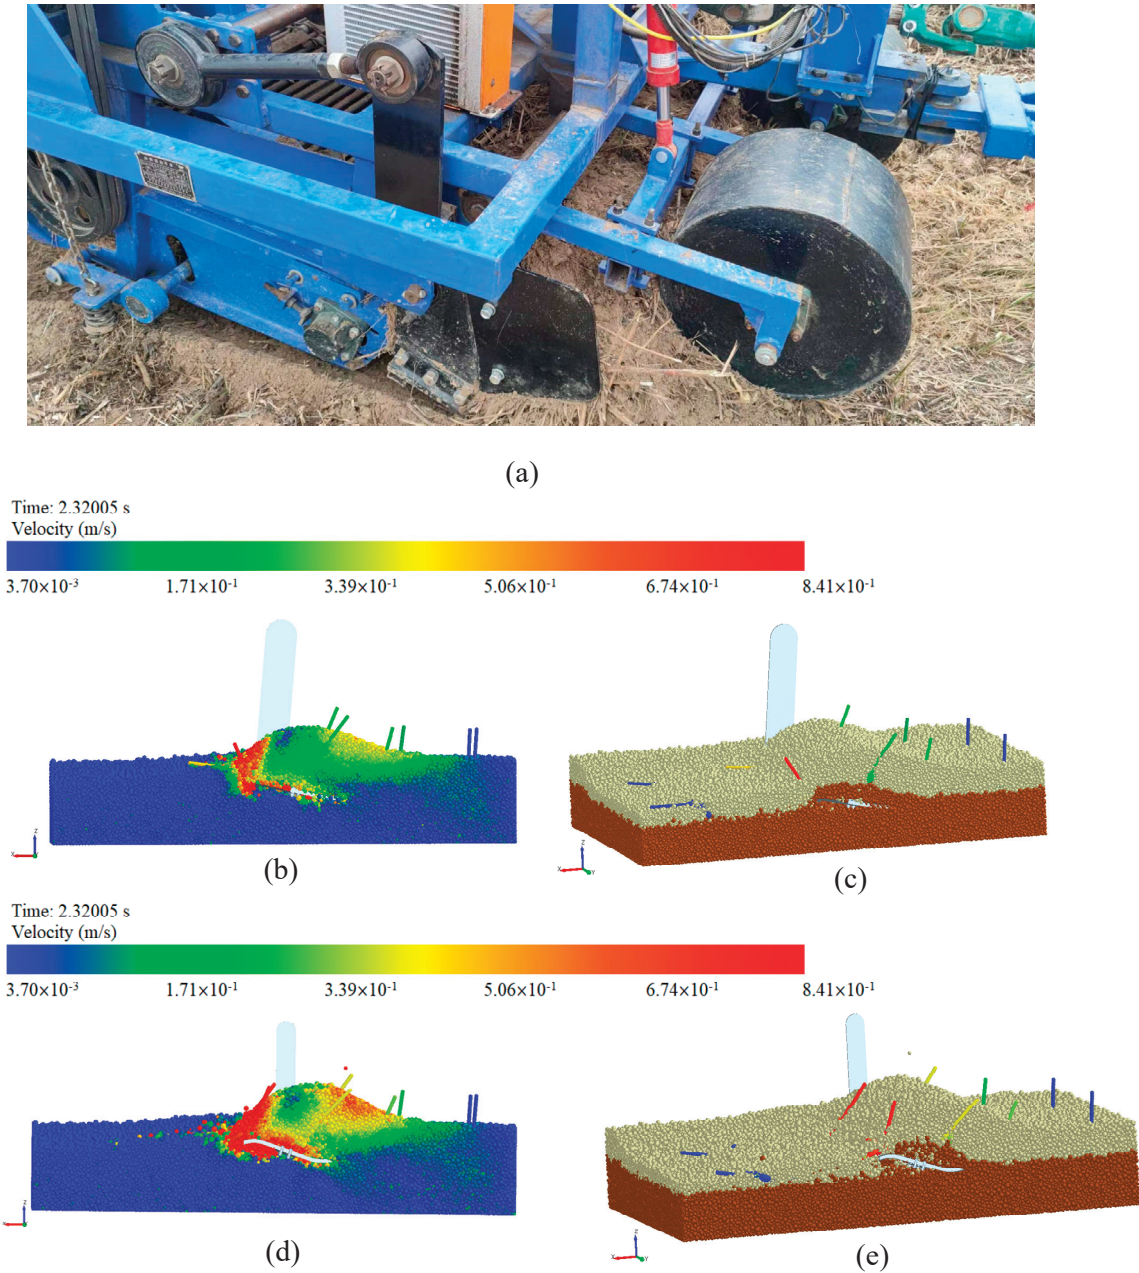 (a)
Time: 2.32005 s
Velocity (m/s)
3.70×10⁻³ 1.71×10⁻¹ 3.39×10⁻¹ 5.06×10⁻¹ 6.74×10⁻¹ 8.41×10⁻¹
Z
X
Z
X
Y
(b)
(c)
Time: 2.32005 s
Velocity (m/s)
3.70×10⁻³ 1.71×10⁻¹ 3.39×10⁻¹ 5.06×10⁻¹ 6.74×10⁻¹ 8.41×10⁻¹
Z
X
Z
X
Y
(d)
(e)